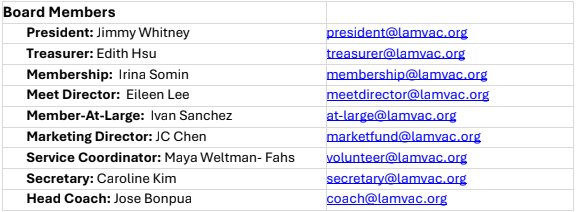 Board Members
President: Jimmy Whitney president@lamvac.org
Treasurer: Edith Hsu treasurer@lamvac.org
Membership: Irina Somin membership@lamvac.org
Meet Director: Eileen Lee meetdirector@lamvac.org
Member-At-Large: Ivan Sanchez at-large@lamvac.org
Marketing Director: JC Chen marketfund@lamvac.org
Service Coordinator: Maya Weltman- Fahs volunteer@lamvac.org
Secretary: Caroline Kim secretary@lamvac.org
Head Coach: Jose Bonpua coach@lamvac.org